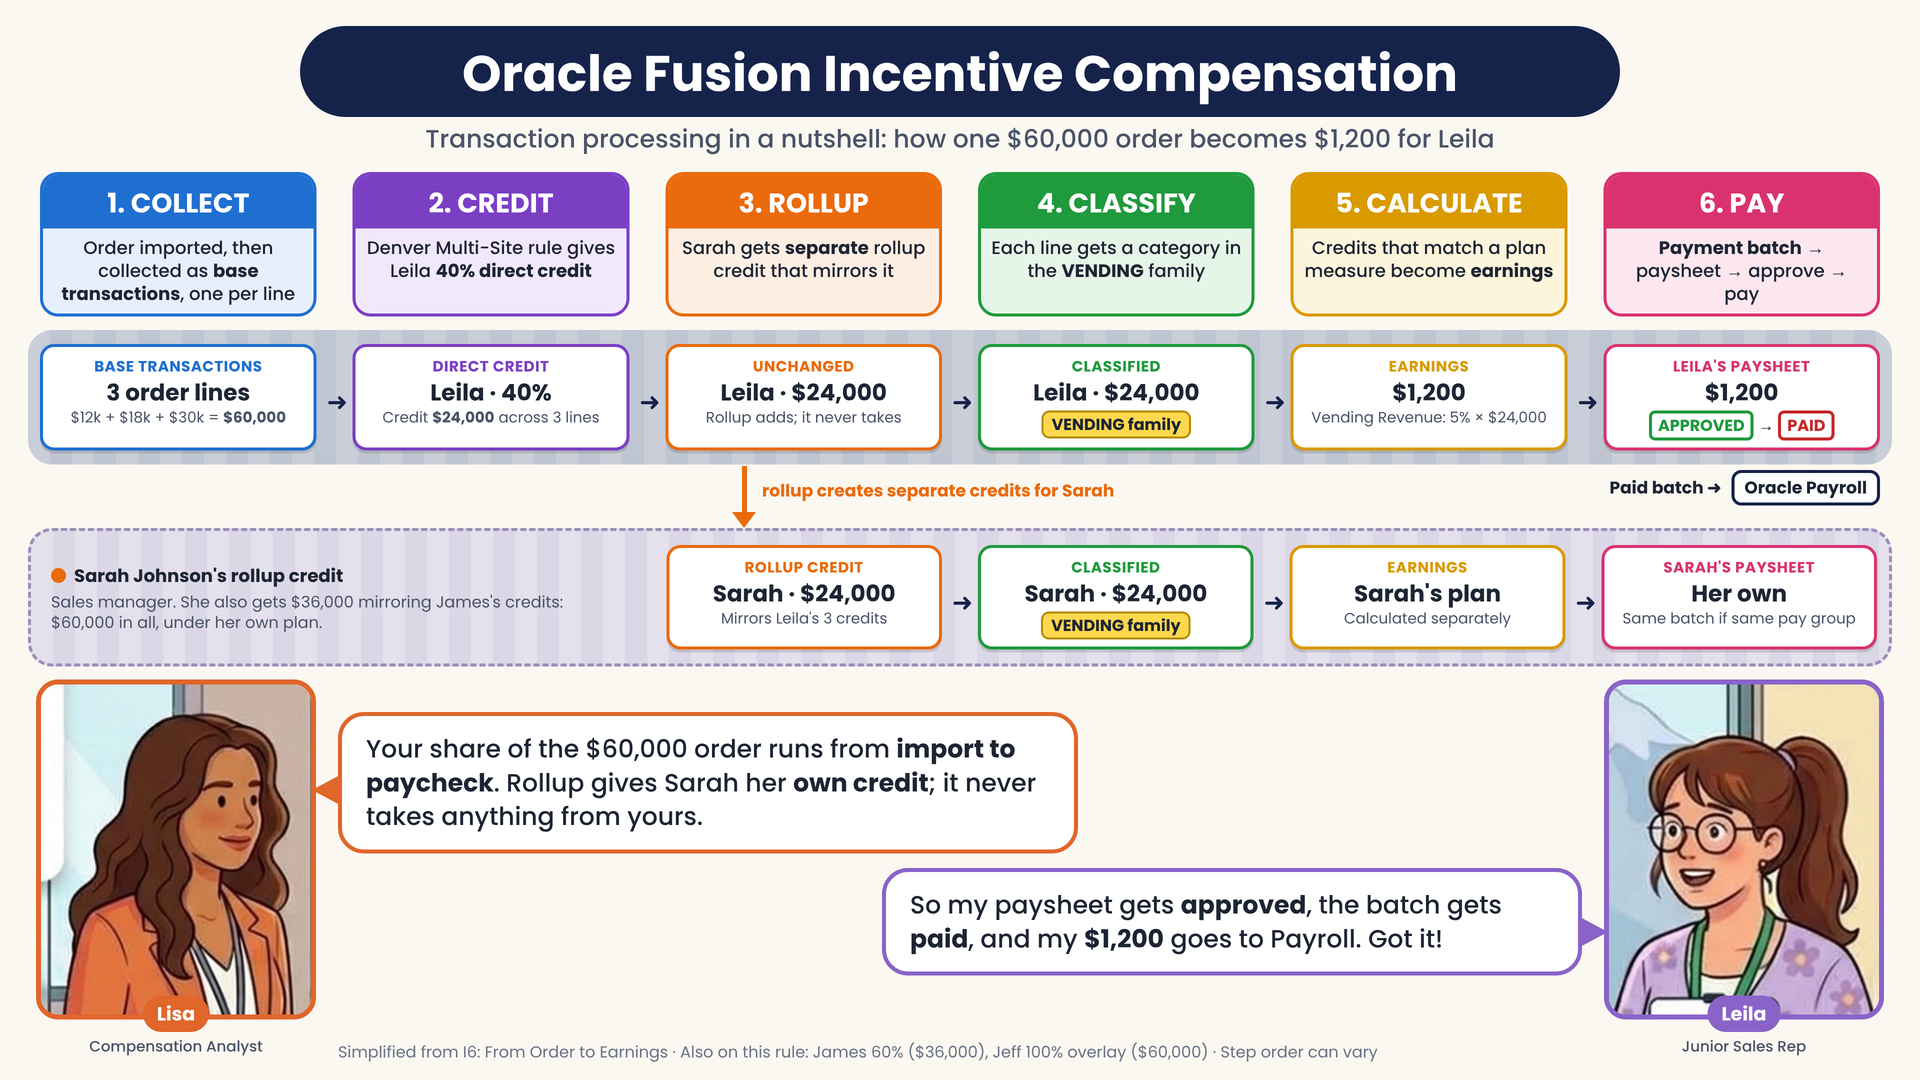 Oracle Fusion Incentive Compensation
Transaction processing in a nutshell: how one $60,000 order becomes $1,200 for Leila
1. COLLECT
Order imported, then
collected as base
transactions, one per line
2. CREDIT
Denver Multi-Site rule gives
Leila 40% direct credit
3. ROLLUP
Sarah gets separate rollup
credit that mirrors it
4. CLASSIFY
Each line gets a category in
the VENDING family
5. CALCULATE
Credits that match a plan
measure become earnings
6. PAY
Payment batch →
paysheet → approve →
pay
BASE TRANSACTIONS
3 order lines
$12k + $18k + $30k = $60,000
➜
DIRECT CREDIT
Leila · 40%
Credit $24,000 across 3 lines
➜
UNCHANGED
Leila · $24,000
Rollup adds; it never takes
➜
CLASSIFIED
Leila · $24,000
VENDING family
➜
EARNINGS
$1,200
Vending Revenue: 5% × $24,000
➜
LEILA'S PAYSHEET
$1,200
APPROVED → PAID
rollup creates separate credits for Sarah
Paid batch ➜ Oracle Payroll
Sarah Johnson's rollup credit
Sales manager. She also gets $36,000 mirroring James's credits:
$60,000 in all, under her own plan.
ROLLUP CREDIT
Sarah · $24,000
Mirrors Leila's 3 credits
➜
CLASSIFIED
Sarah · $24,000
VENDING family
➜
EARNINGS
Sarah's plan
Calculated separately
➜
SARAH'S PAYSHEET
Her own
Same batch if same pay group
Your share of the $60,000 order runs from import to
paycheck. Rollup gives Sarah her own credit; it never
takes anything from yours.
So my paysheet gets approved, the batch gets
paid, and my $1,200 goes to Payroll. Got it!
Lisa
Compensation Analyst
Leila
Junior Sales Rep
Simplified from I6: From Order to Earnings · Also on this rule: James 60% ($36,000), Jeff 100% overlay ($60,000) · Step order can vary